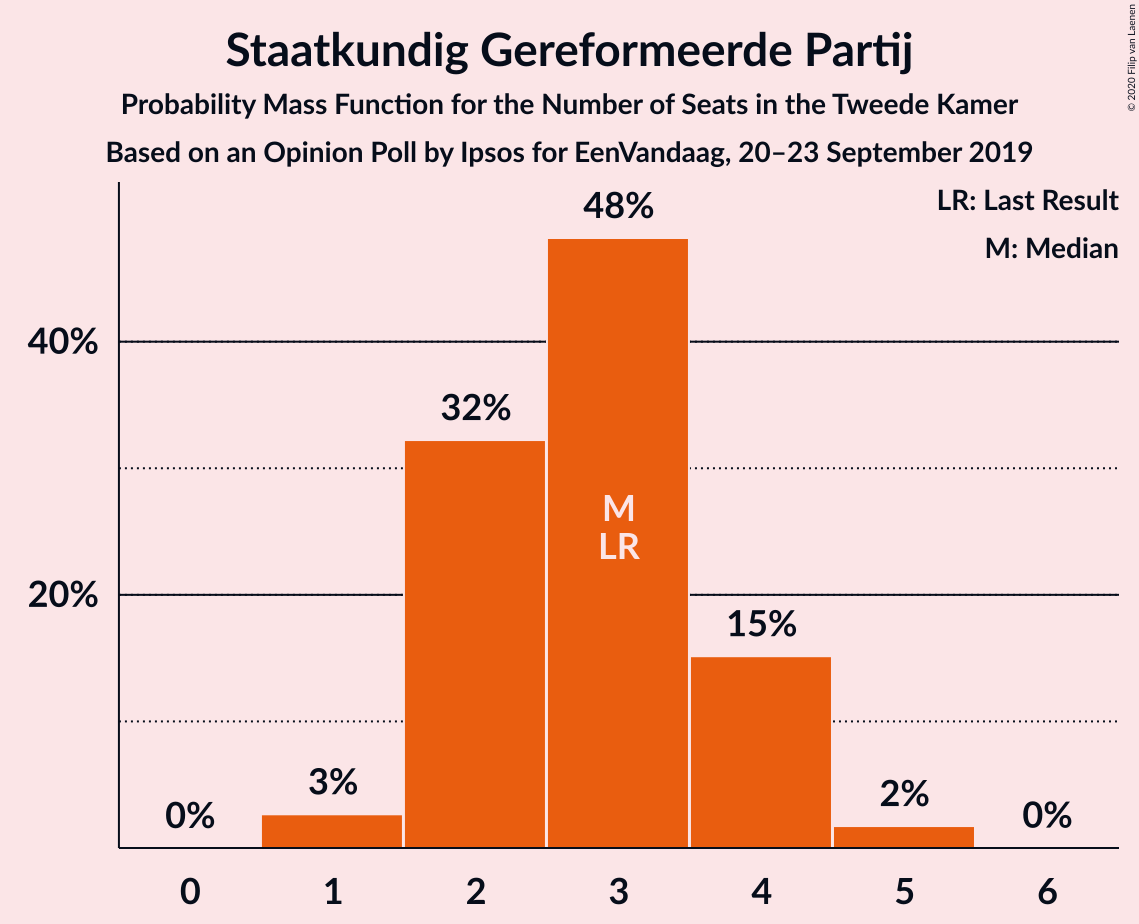 Staatkundig Gereformeerde Partij
Probability Mass Function for the Number of Seats in the Tweede Kamer
Based on an Opinion Poll by Ipsos for EenVandaag, 20–23 September 2019
© 2020 Filip van Laenen
LR: Last Result
M: Median
48%
40%
32%
M
LR
20%
15%
3%
2%
0%
0%
0 1 2 3 4 5 6